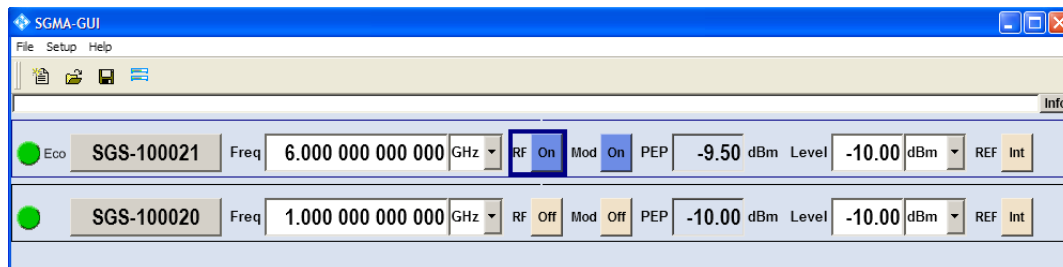 SGMA-GUI
File Setup Help
Info
Eco SGS-100021 Freq 6.000 000 000 000 GHz RF On Mod On PEP -9.50 dBm Level -10.00 dBm REF Int
SGS-100020 Freq 1.000 000 000 000 GHz RF Off Mod Off PEP -10.00 dBm Level -10.00 dBm REF Int